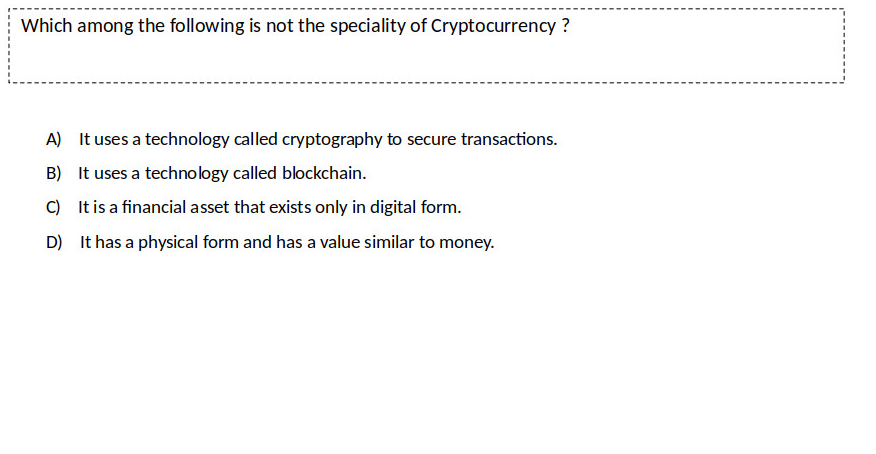 Which among the following is not the speciality of Cryptocurrency ?
A) It uses a technology called cryptography to secure transactions.
B) It uses a technology called blockchain.
C) It is a financial asset that exists only in digital form.
D) It has a physical form and has a value similar to money.